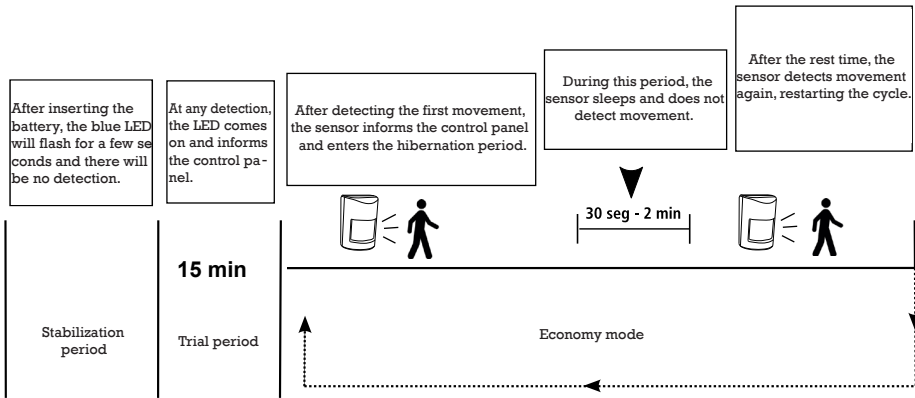 After inserting the
battery, the blue LED
will flash for a few se
conds and there will
be no detection.
At any detection,
the LED comes
on and informs
the control pa-
nel.
After detecting the first movement,
the sensor informs the control panel
and enters the hibernation period.
During this period, the
sensor sleeps and does not
detect movement.
After the rest time, the
sensor detects movement
again, restarting the cycle.
30 seg - 2 min
15 min
Stabilization
period
Trial period
Economy mode